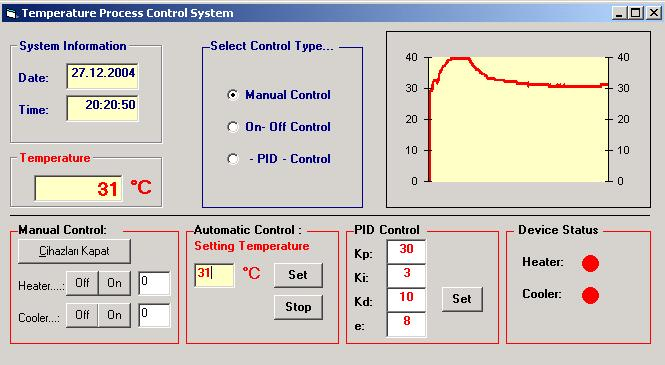 Temperature Process Control System
System Information
Date: 27.12.2004
Time: 20:20:50
Temperature
31 °C
Select Control Type...
Manual Control
On- Off Control
- PID - Control
40 40
30 30
20 20
10 10
0 0
Manual Control:
Cihazları Kapat
Heater....: Off On 0
Cooler...: Off On 0
Automatic Control :
Setting Temperature
31 °C Set
Stop
PID Control
Kp: 30
Ki: 3
Kd: 10 Set
e: 8
Device Status
Heater:
Cooler: